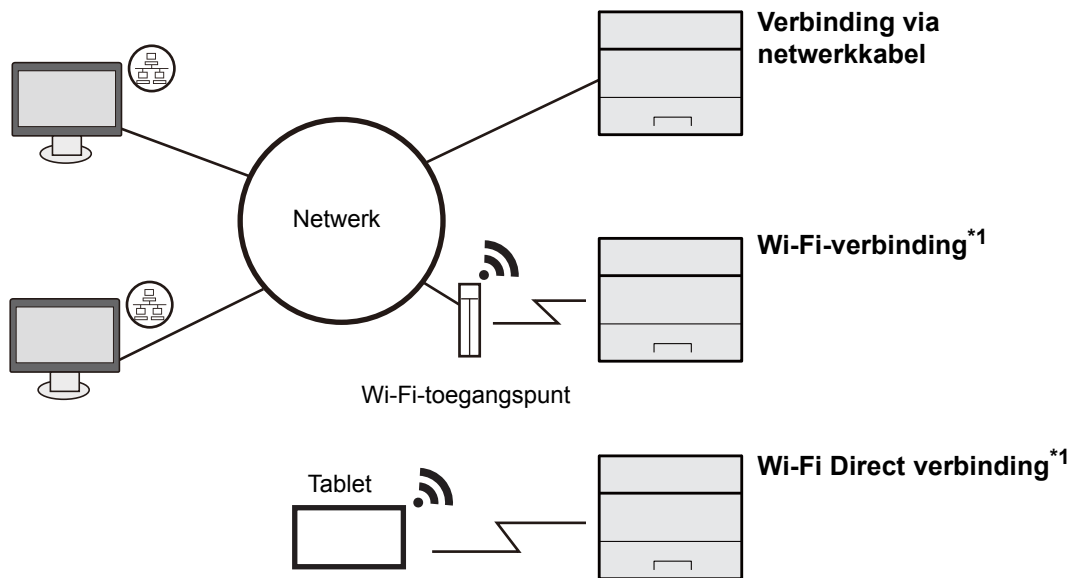 Verbinding via
netwerkkabel
Netwerk
Wi-Fi-verbinding*1
Wi-Fi-toegangspunt
Wi-Fi Direct verbinding*1
Tablet